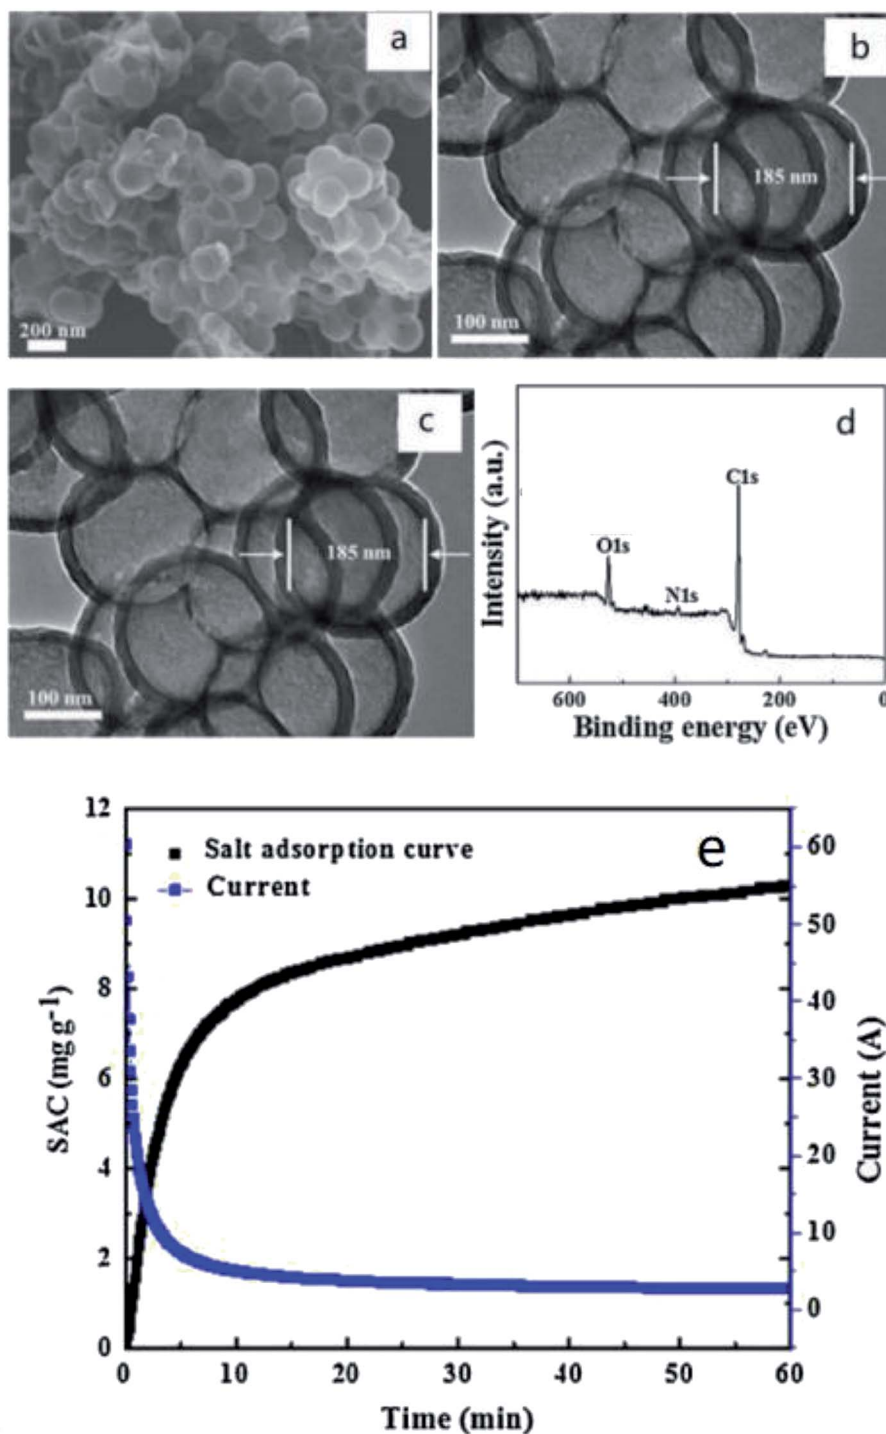 a
200 nm
b
185 nm
100 nm
c
185 nm
100 nm
d
Intensity (a.u.)
C1s
O1s
N1s
600 400 200 0
Binding energy (eV)
e
Salt adsorption curve
Current
SAC (mg g⁻¹)
12
10
8
6
4
2
0
60
50
40
30
20
10
0
Current (A)
0 10 20 30 40 50 60
Time (min)